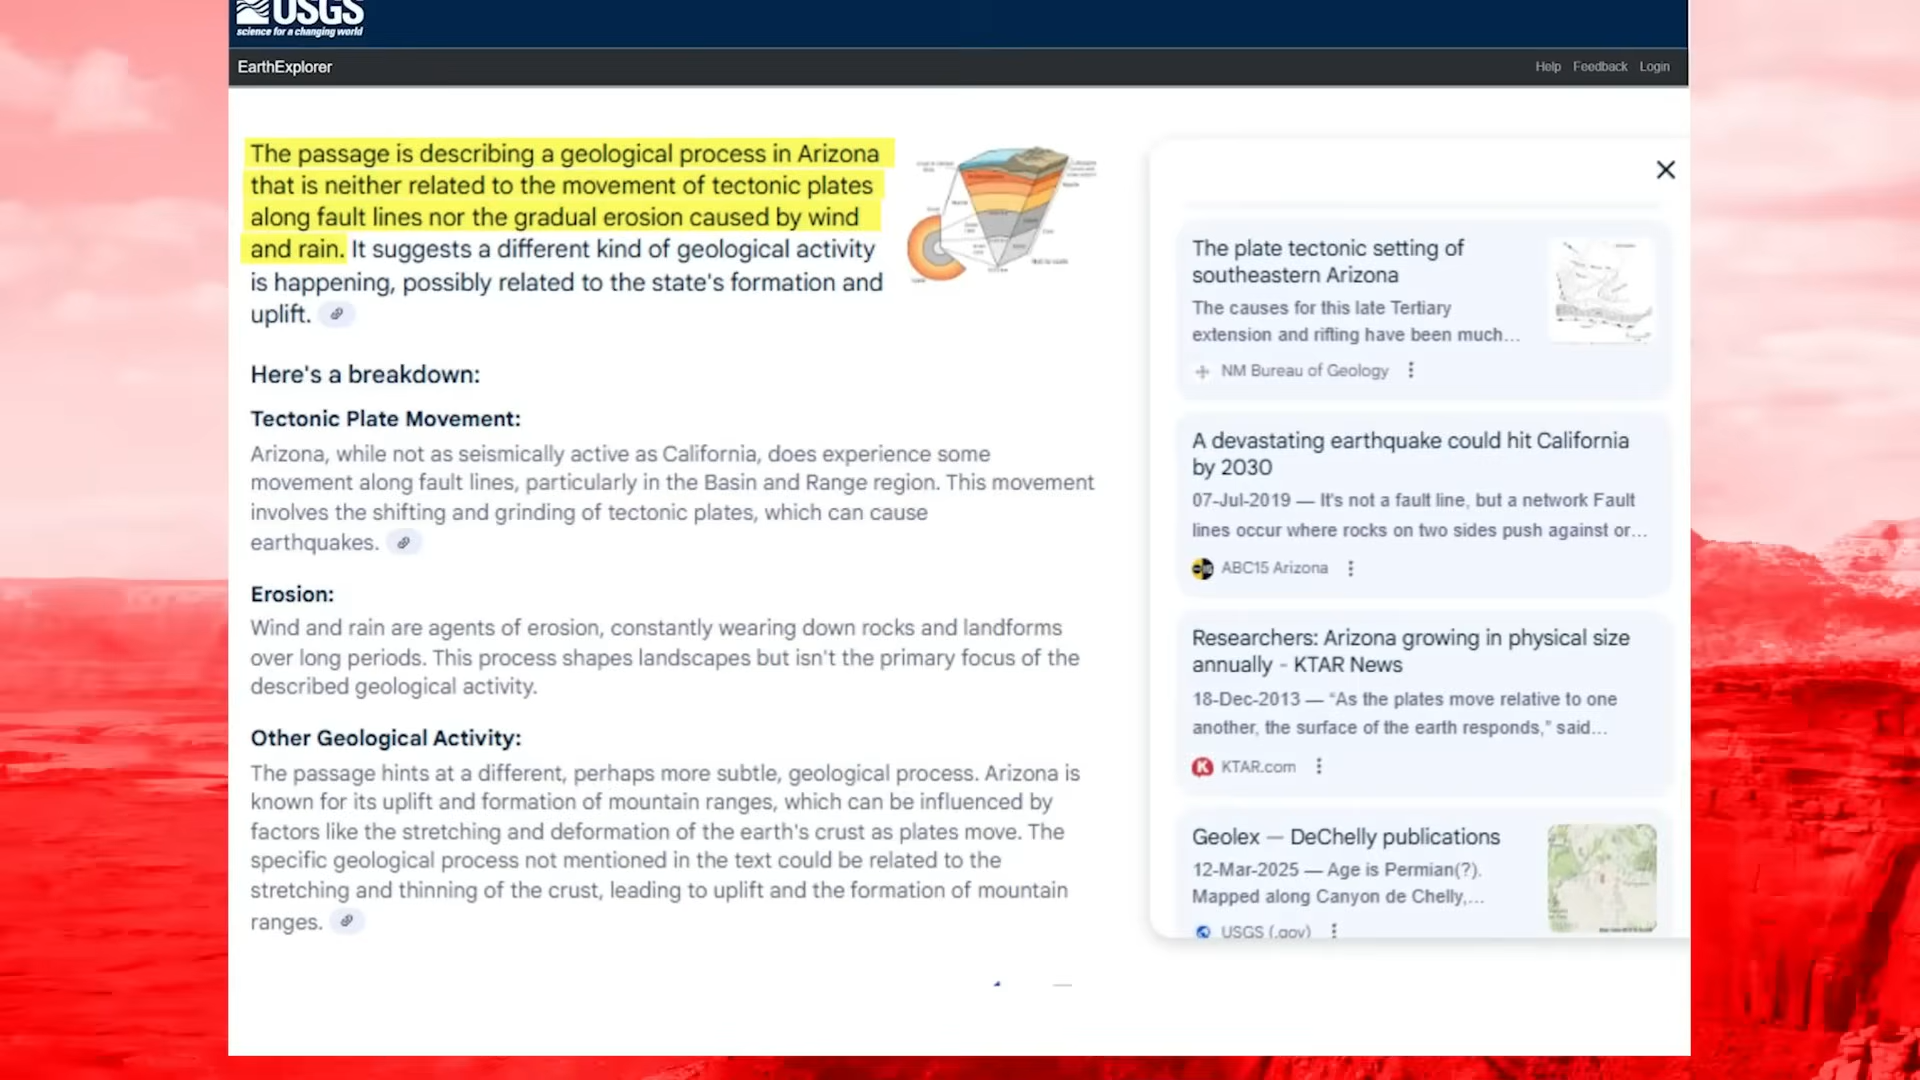 USGS
science for a changing world
EarthExplorer
Help Feedback Login
The passage is describing a geological process in Arizona
that is neither related to the movement of tectonic plates
along fault lines nor the gradual erosion caused by wind
and rain. It suggests a different kind of geological activity
is happening, possibly related to the state's formation and
uplift.
Here's a breakdown:
Tectonic Plate Movement:
Arizona, while not as seismically active as California, does experience some
movement along fault lines, particularly in the Basin and Range region. This movement
involves the shifting and grinding of tectonic plates, which can cause
earthquakes.
Erosion:
Wind and rain are agents of erosion, constantly wearing down rocks and landforms
over long periods. This process shapes landscapes but isn't the primary focus of the
described geological activity.
Other Geological Activity:
The passage hints at a different, perhaps more subtle, geological process. Arizona is
known for its uplift and formation of mountain ranges, which can be influenced by
factors like the stretching and deformation of the earth's crust as plates move. The
specific geological process not mentioned in the text could be related to the
stretching and thinning of the crust, leading to uplift and the formation of mountain
ranges.
The plate tectonic setting of
southeastern Arizona
The causes for this late Tertiary
extension and rifting have been much...
NM Bureau of Geology
A devastating earthquake could hit California
by 2030
07-Jul-2019 — It's not a fault line, but a network Fault
lines occur where rocks on two sides push against or...
ABC15 Arizona
Researchers: Arizona growing in physical size
annually - KTAR News
18-Dec-2013 — “As the plates move relative to one
another, the surface of the earth responds,” said...
K KTAR.com
Geolex — DeChelly publications
12-Mar-2025 — Age is Permian(?).
Mapped along Canyon de Chelly,...
USGS (.gov)